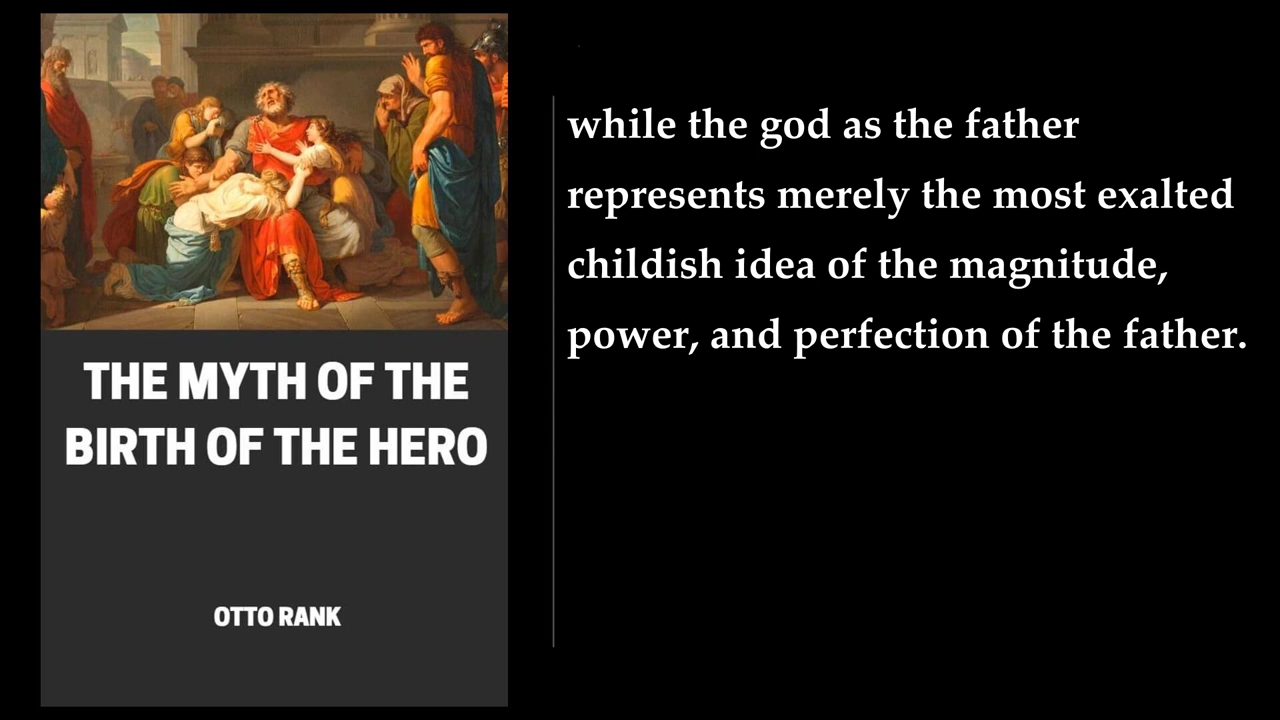 THE MYTH OF THE
BIRTH OF THE HERO
OTTO RANK
while the god as the father
represents merely the most exalted
childish idea of the magnitude,
power, and perfection of the father.